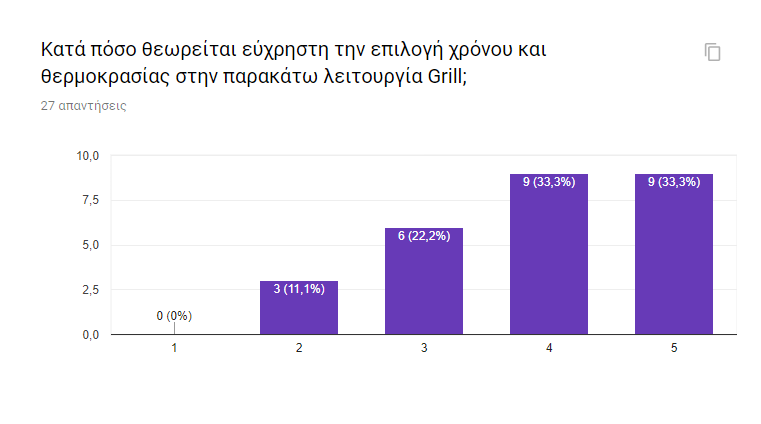 Κατά πόσο θεωρείται εύχρηστη την επιλογή χρόνου και
θερμοκρασίας στην παρακάτω λειτουργία Grill;
27 απαντήσεις
10,0
7,5
5,0
2,5
0,0
0 (0%)
3 (11,1%)
6 (22,2%)
9 (33,3%)
9 (33,3%)
1 2 3 4 5